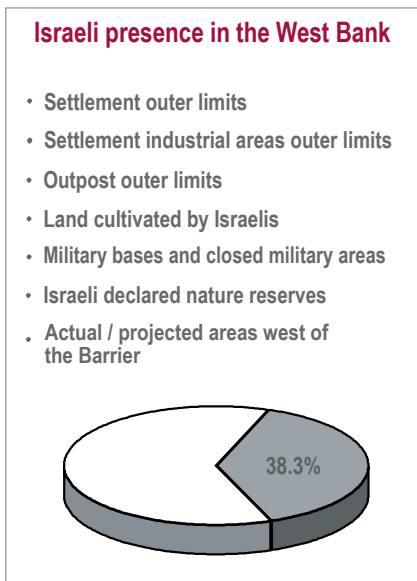 Israeli presence in the West Bank
• Settlement outer limits
• Settlement industrial areas outer limits
• Outpost outer limits
• Land cultivated by Israelis
• Military bases and closed military areas
• Israeli declared nature reserves
• Actual / projected areas west of
the Barrier
38.3%